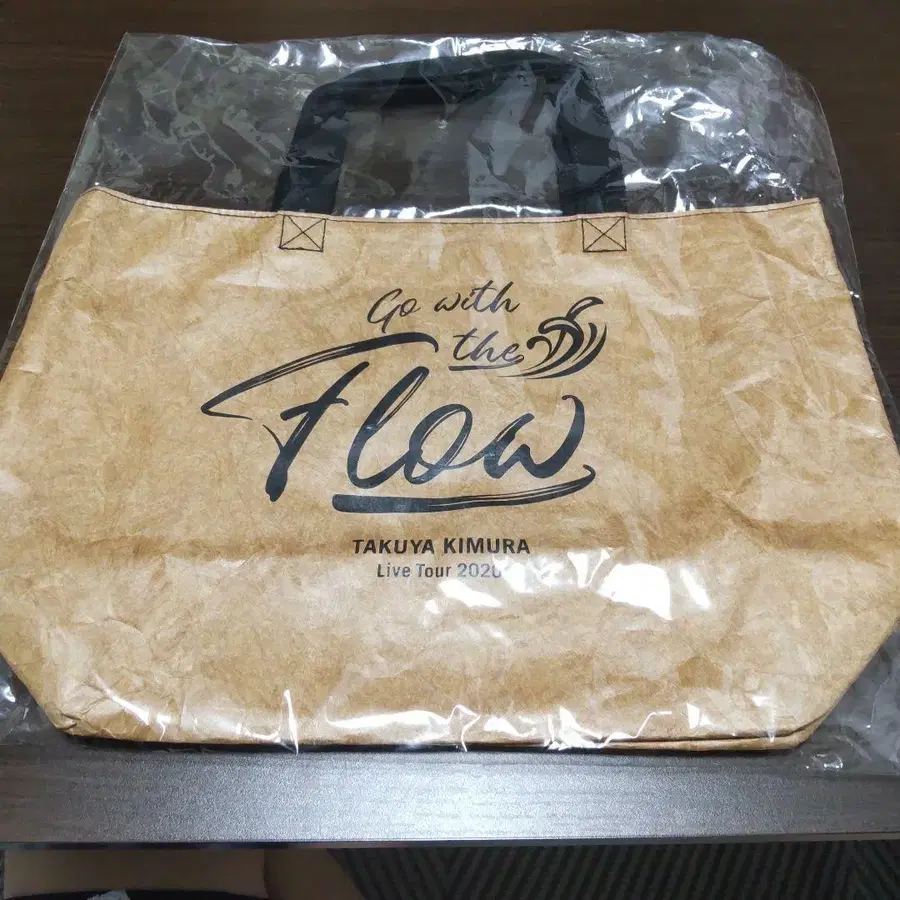 Go with
the
Flow
TAKUYA KIMURA
Live Tour 2020